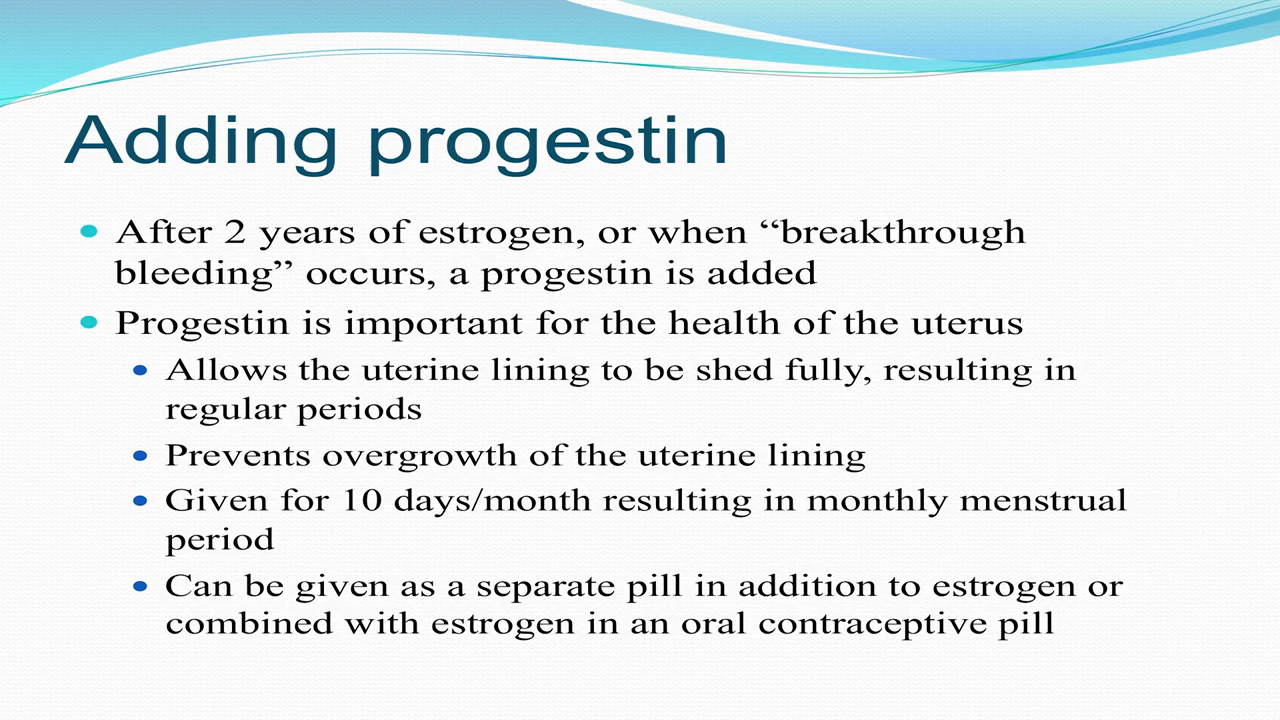 Adding progestin
• After 2 years of estrogen, or when “breakthrough
bleeding” occurs, a progestin is added
• Progestin is important for the health of the uterus
• Allows the uterine lining to be shed fully, resulting in
regular periods
• Prevents overgrowth of the uterine lining
• Given for 10 days/month resulting in monthly menstrual
period
• Can be given as a separate pill in addition to estrogen or
combined with estrogen in an oral contraceptive pill